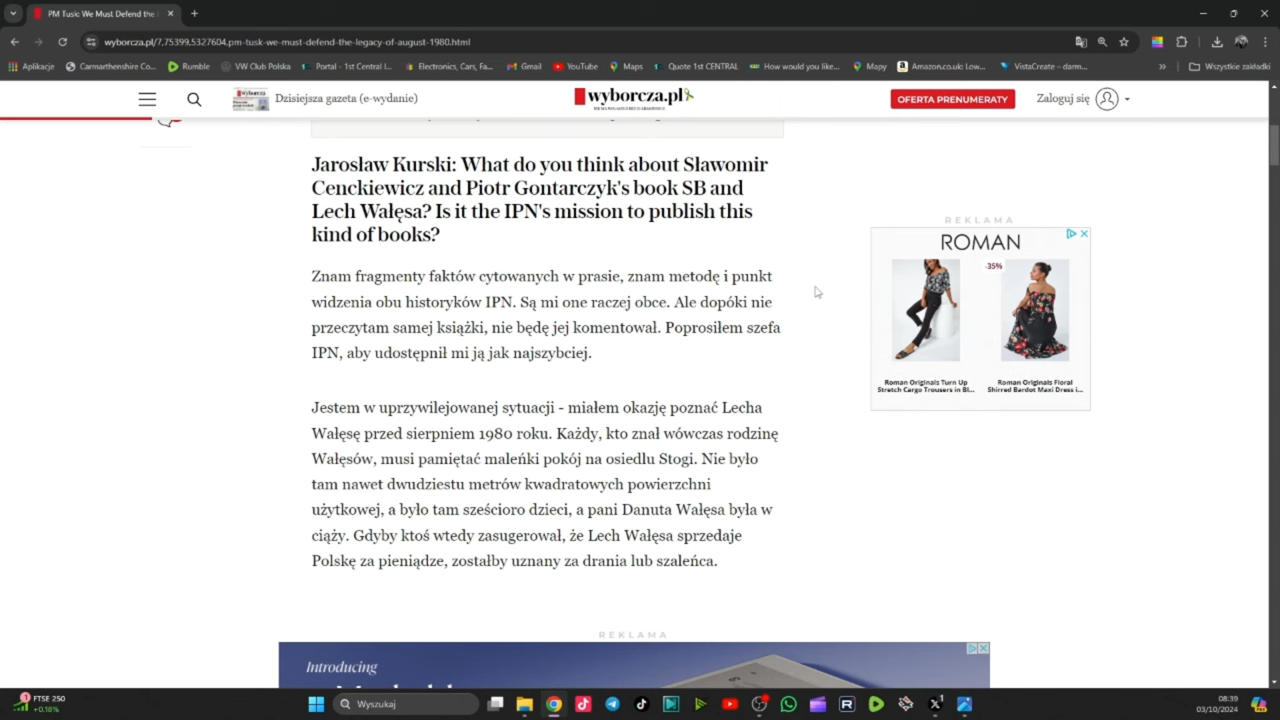 PM Tusic We Must Defend the
wyborcza.pl/7,75399,5327604.pm-tusk-we-must-defend-the-legacy-of-august-1980.html
Aplikacje
Carmarthenshire Co...
Rumble
VW Club Polska
Portal - 1st Central I...
Electronics, Cars, Fa...
Gmail
YouTube
Maps
Quote 1st CENTRAL
How would you like...
Mapy
Amazon.co.uk: Low...
VistaCreate – darm...
Wszystkie zakładki
Dzisiejsza gazeta (e-wydanie)
wyborcza.pl
OFERTA PRENUMERATY
Zaloguj się
Jarosław Kurski: What do you think about Sławomir
Cenckiewicz and Piotr Gontarczyk's book SB and
Lech Wałęsa? Is it the IPN's mission to publish this
kind of books?
Znam fragmenty faktów cytowanych w prasie, znam metodę i punkt
widzenia obu historyków IPN. Są mi one raczej obce. Ale dopóki nie
przeczytam samej książki, nie będę jej komentował. Poprosiłem szefa
IPN, aby udostępnił mi ją jak najszybciej.
Jestem w uprzywilejowanej sytuacji - miałem okazję poznać Lecha
Wałęsę przed sierpniem 1980 roku. Każdy, kto znał wówczas rodzinę
Wałęsów, musi pamiętać maleńki pokój na osiedlu Stogi. Nie było
tam nawet dwudziestu metrów kwadratowych powierzchni
użytkowej, a było tam sześcioro dzieci, a pani Danuta Wałęsa była w
ciąży. Gdyby ktoś wtedy zasugerował, że Lech Wałęsa sprzedaje
Polskę za pieniądze, zostałby uznany za drania lub szaleńca.
REKLAMA
ROMAN
-35%
Roman Originals Turn Up
Stretch Cargo Trousers in Bl...
Roman Originals Floral
Shirred Bardot Maxi Dress i...
REKLAMA
Introducing
1
FTSE 250
+0.16%
Wyszukaj
1
08:39
03/10/2024